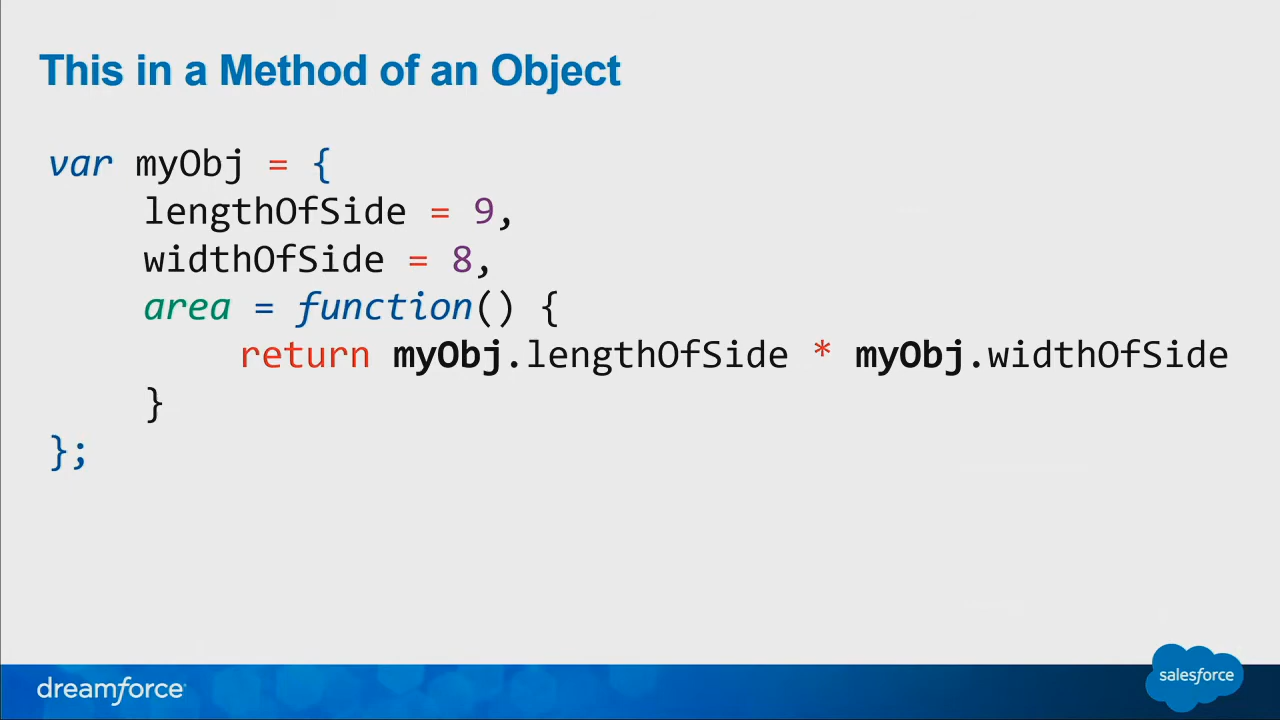 This in a Method of an Object
var myObj = {
lengthOfSide = 9,
widthOfSide = 8,
area = function() {
return myObj.lengthOfSide * myObj.widthOfSide
}
};
dreamforce
salesforce